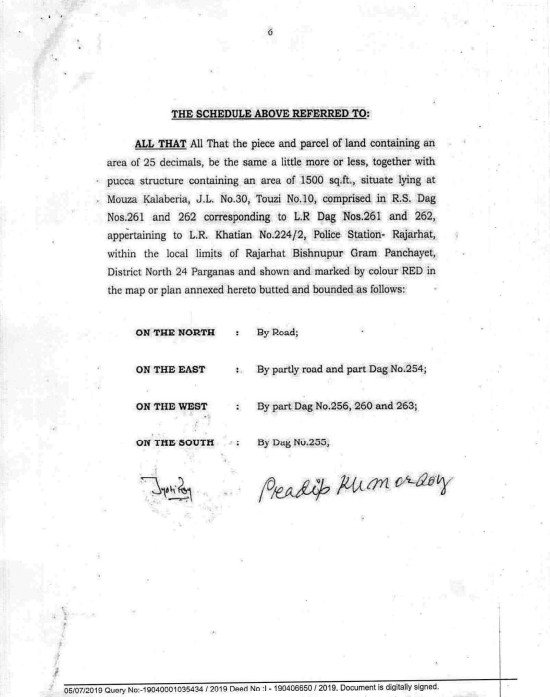 6
THE SCHEDULE ABOVE REFERRED TO:
ALL THAT All That the piece and parcel of land containing an
area of 25 decimals, be the same a little more or less, together with
pucca structure containing an area of 1500 sq.ft., situate lying at
Mouza Kalaberia, J.L. No.30, Touzi No.10, comprised in R.S. Dag
Nos.261 and 262 corresponding to L.R Dag Nos.261 and 262,
appertaining to L.R. Khatian No.224/2, Police Station- Rajarhat,
within the local limits of Rajarhat Bishnupur Gram Panchayet,
District North 24 Parganas and shown and marked by colour RED in
the map or plan annexed hereto butted and bounded as follows:
ON THE NORTH : By Road;
ON THE EAST : By partly road and part Dag No.254;
ON THE WEST : By part Dag No.256, 260 and 263;
ON THE SOUTH : By Dag No.255;
Jyoti Roy Pradip Kumar Roy
05/07/2019 Query No:-19040001035434 / 2019 Deed No :I - 190406650 / 2019, Document is digitally signed.